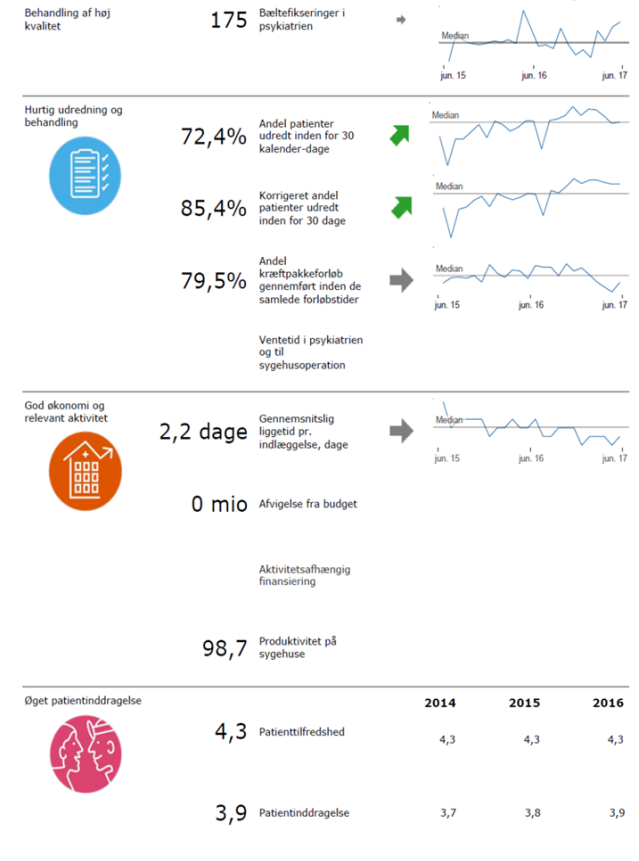 Behandling af høj
kvalitet
175
Bæltefikseringer i
psykiatrien
Median
jun. 15
jun. 16
jun. 17
Hurtig udredning og
behandling
72,4%
Andel patienter
udredt inden for 30
kalender-dage
Median
85,4%
Korrigeret andel
patienter udredt
inden for 30 dage
Median
79,5%
Andel
kræftpakkeforløb
gennemført inden de
samlede forløbstider
Median
jun. 15
jun. 16
jun. 17
Ventetid i psykiatrien
og til
sygehusoperation
God økonomi og
relevant aktivitet
2,2 dage
Gennemsnitslig
liggetid pr.
indlæggelse, dage
Median
jun. 15
jun. 16
jun. 17
0 mio
Afvigelse fra budget
Aktivitetsafhængig
finansiering
98,7
Produktivitet på
sygehuse
Øget patientinddragelse
2014
2015
2016
4,3
Patienttilfredshed
4,3
4,3
4,3
3,9
Patientinddragelse
3,7
3,8
3,9